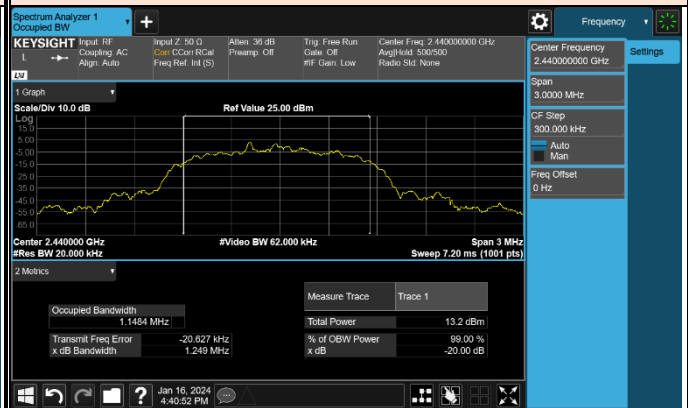 Spectrum Analyzer 1
Occupied BW
Frequency
KEYSIGHT
L
Input: RF
Coupling: AC
Align: Auto
Input Z: 50 Ω
Corr CCorr RCal
Freq Ref: Int (S)
Atten: 36 dB
Preamp: Off
Trig: Free Run
Gate: Off
#IF Gain: Low
Center Freq: 2.440000000 GHz
Avg|Hold: 500/500
Radio Std: None
Center Frequency
2.440000000 GHz
Settings
Span
3.0000 MHz
CF Step
300.000 kHz
Auto
Man
Freq Offset
0 Hz
1 Graph
Scale/Div 10.0 dB
Ref Value 25.00 dBm
Log
15.0
5.00
-5.00
-15.0
-25.0
-35.0
-45.0
-55.0
-65.0
Center 2.440000 GHz
#Video BW 62.000 kHz
Span 3 MHz
#Res BW 20.000 kHz
Sweep 7.20 ms (1001 pts)
2 Metrics
Measure Trace
Trace 1
Occupied Bandwidth
1.1484 MHz
Total Power
13.2 dBm
Transmit Freq Error
-20.627 kHz
% of OBW Power
99.00 %
x dB Bandwidth
1.249 MHz
x dB
-20.00 dB
?
Jan 16, 2024
4:40:52 PM